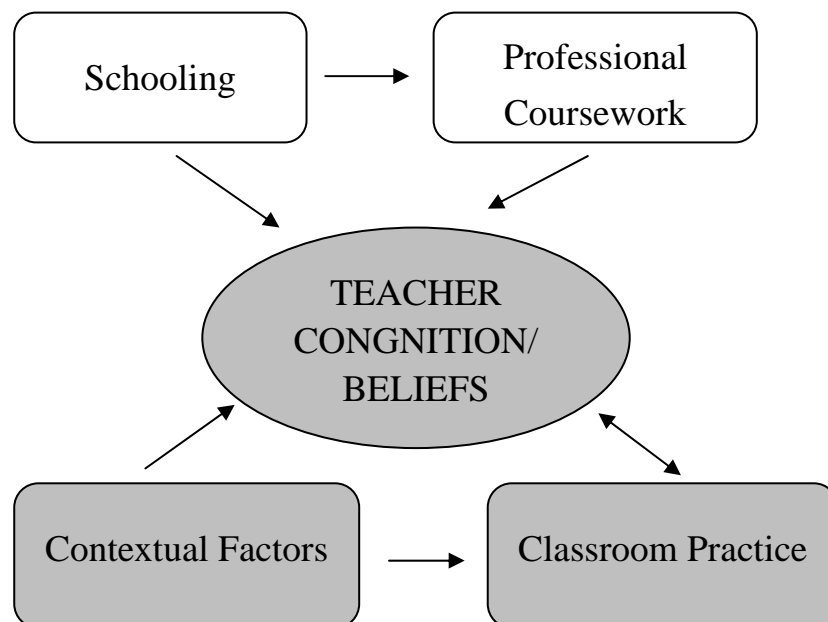 Schooling
Professional
Coursework
TEACHER
CONGNITION/
BELIEFS
Contextual Factors
Classroom Practice